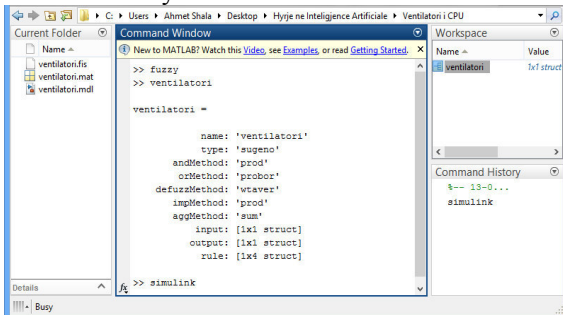 C: ▸ Users ▸ Ahmet Shala ▸ Desktop ▸ Hyrje ne Inteligjence Artificiale ▸ Ventilatori i CPU
Current Folder
Name
ventilatori.fis
ventilatori.mat
ventilatori.mdl
Details
Command Window
New to MATLAB? Watch this Video, see Examples, or read Getting Started.
>> fuzzy
>> ventilatori
ventilatori =
name: 'ventilatori'
type: 'sugeno'
andMethod: 'prod'
orMethod: 'probor'
defuzzMethod: 'wtaver'
impMethod: 'prod'
aggMethod: 'sum'
input: [1x1 struct]
output: [1x1 struct]
rule: [1x4 struct]
fx >> simulink
Workspace
Name Value
ventilatori 1x1 struct
Command History
%-- 13-0...
simulink
Busy